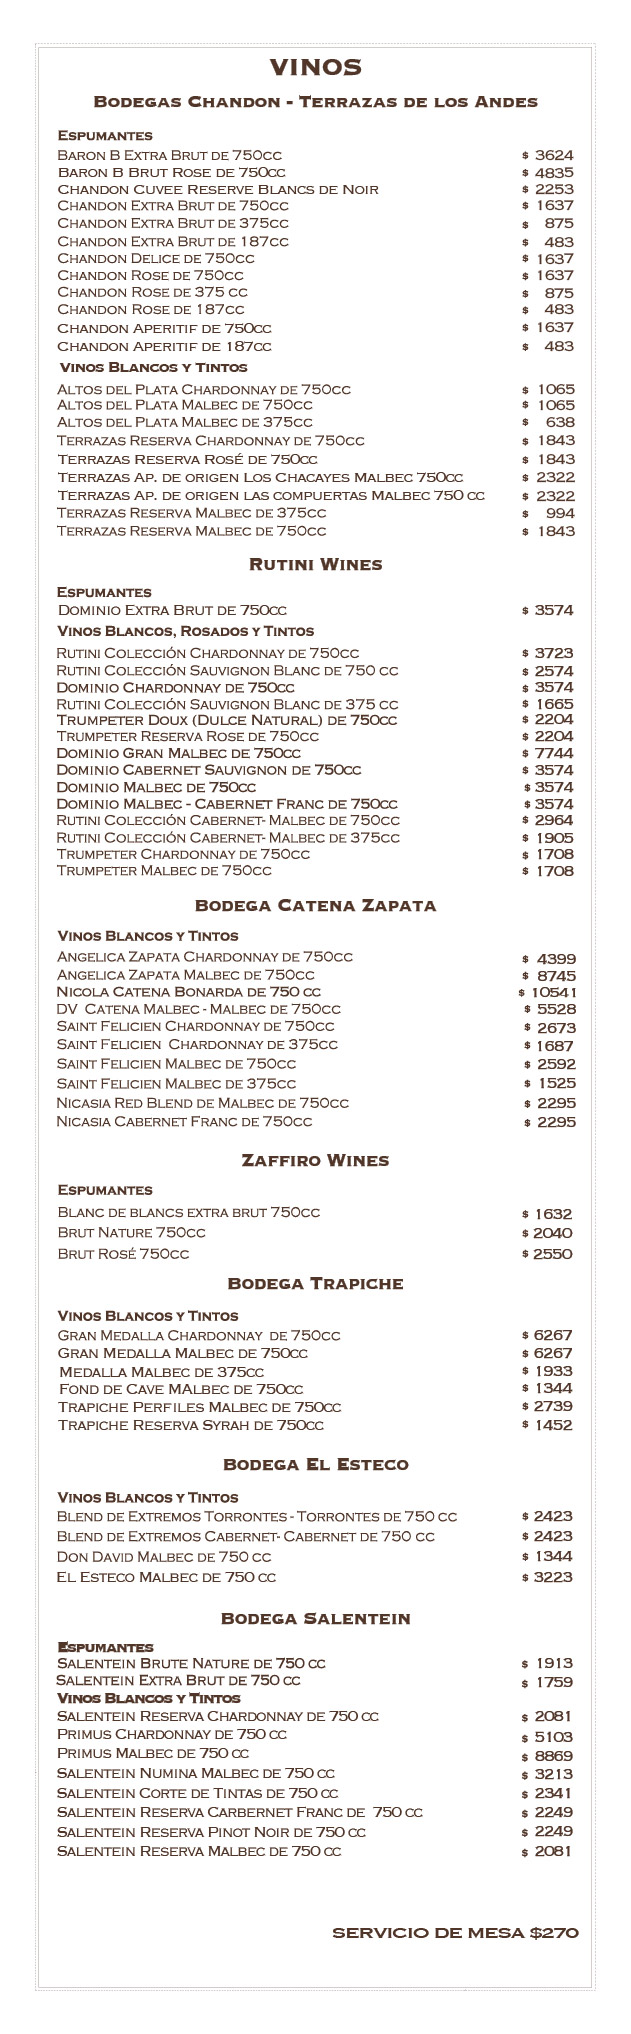 VINOS
Bodegas Chandon - Terrazas de los Andes
Espumantes
Baron B Extra Brut de 750cc $ 3624
Baron B Brut Rose de 750cc $ 4835
Chandon Cuvee Reserve Blancs de Noir $ 2253
Chandon Extra Brut de 750cc $ 1637
Chandon Extra Brut de 375cc $ 875
Chandon Extra Brut de 187cc $ 483
Chandon Delice de 750cc $ 1637
Chandon Rose de 750cc $ 1637
Chandon Rose de 375 cc $ 875
Chandon Rose de 187cc $ 483
Chandon Aperitif de 750cc $ 1637
Chandon Aperitif de 187cc $ 483
Vinos Blancos y Tintos
Altos del Plata Chardonnay de 750cc $ 1065
Altos del Plata Malbec de 750cc $ 1065
Altos del Plata Malbec de 375cc $ 638
Terrazas Reserva Chardonnay de 750cc $ 1843
Terrazas Reserva Rosé de 750cc $ 1843
Terrazas Ap. de origen Los Chacayes Malbec 750cc $ 2322
Terrazas Ap. de origen las compuertas Malbec 750 cc $ 2322
Terrazas Reserva Malbec de 375cc $ 994
Terrazas Reserva Malbec de 750cc $ 1843
Rutini Wines
Espumantes
Dominio Extra Brut de 750cc $ 3574
Vinos Blancos, Rosados y Tintos
Rutini Colección Chardonnay de 750cc $ 3723
Rutini Colección Sauvignon Blanc de 750 cc $ 2574
Dominio Chardonnay de 750cc $ 3574
Rutini Colección Sauvignon Blanc de 375 cc $ 1665
Trumpeter Doux (Dulce Natural) de 750cc $ 2204
Trumpeter Reserva Rose de 750cc $ 2204
Dominio Gran Malbec de 750cc $ 7744
Dominio Cabernet Sauvignon de 750cc $ 3574
Dominio Malbec de 750cc $ 3574
Dominio Malbec - Cabernet Franc de 750cc $ 3574
Rutini Colección Cabernet- Malbec de 750cc $ 2964
Rutini Colección Cabernet- Malbec de 375cc $ 1905
Trumpeter Chardonnay de 750cc $ 1708
Trumpeter Malbec de 750cc $ 1708
Bodega Catena Zapata
Vinos Blancos y Tintos
Angelica Zapata Chardonnay de 750cc $ 4399
Angelica Zapata Malbec de 750cc $ 8745
Nicola Catena Bonarda de 750 cc $ 10541
DV Catena Malbec - Malbec de 750cc $ 5528
Saint Felicien Chardonnay de 750cc $ 2673
Saint Felicien Chardonnay de 375cc $ 1687
Saint Felicien Malbec de 750cc $ 2592
Saint Felicien Malbec de 375cc $ 1525
Nicasia Red Blend de Malbec de 750cc $ 2295
Nicasia Cabernet Franc de 750cc $ 2295
Zaffiro Wines
Espumantes
Blanc de blancs extra brut 750cc $ 1632
Brut Nature 750cc $ 2040
Brut Rosé 750cc $ 2550
Bodega Trapiche
Vinos Blancos y Tintos
Gran Medalla Chardonnay de 750cc $ 6267
Gran Medalla Malbec de 750cc $ 6267
Medalla Malbec de 375cc $ 1933
Fond de Cave MAlbec de 750cc $ 1344
Trapiche Perfiles Malbec de 750cc $ 2739
Trapiche Reserva Syrah de 750cc $ 1452
Bodega El Esteco
Vinos Blancos y Tintos
Blend de Extremos Torrontes - Torrontes de 750 cc $ 2423
Blend de Extremos Cabernet- Cabernet de 750 cc $ 2423
Don David Malbec de 750 cc $ 1344
El Esteco Malbec de 750 cc $ 3223
Bodega Salentein
Espumantes
Salentein Brute Nature de 750 cc $ 1913
Salentein Extra Brut de 750 cc $ 1759
Vinos Blancos y Tintos
Salentein Reserva Chardonnay de 750 cc $ 2081
Primus Chardonnay de 750 cc $ 5103
Primus Malbec de 750 cc $ 8869
Salentein Numina Malbec de 750 cc $ 3213
Salentein Corte de Tintas de 750 cc $ 2341
Salentein Reserva Carbernet Franc de 750 cc $ 2249
Salentein Reserva Pinot Noir de 750 cc $ 2249
Salentein Reserva Malbec de 750 cc $ 2081
SERVICIO DE MESA $270